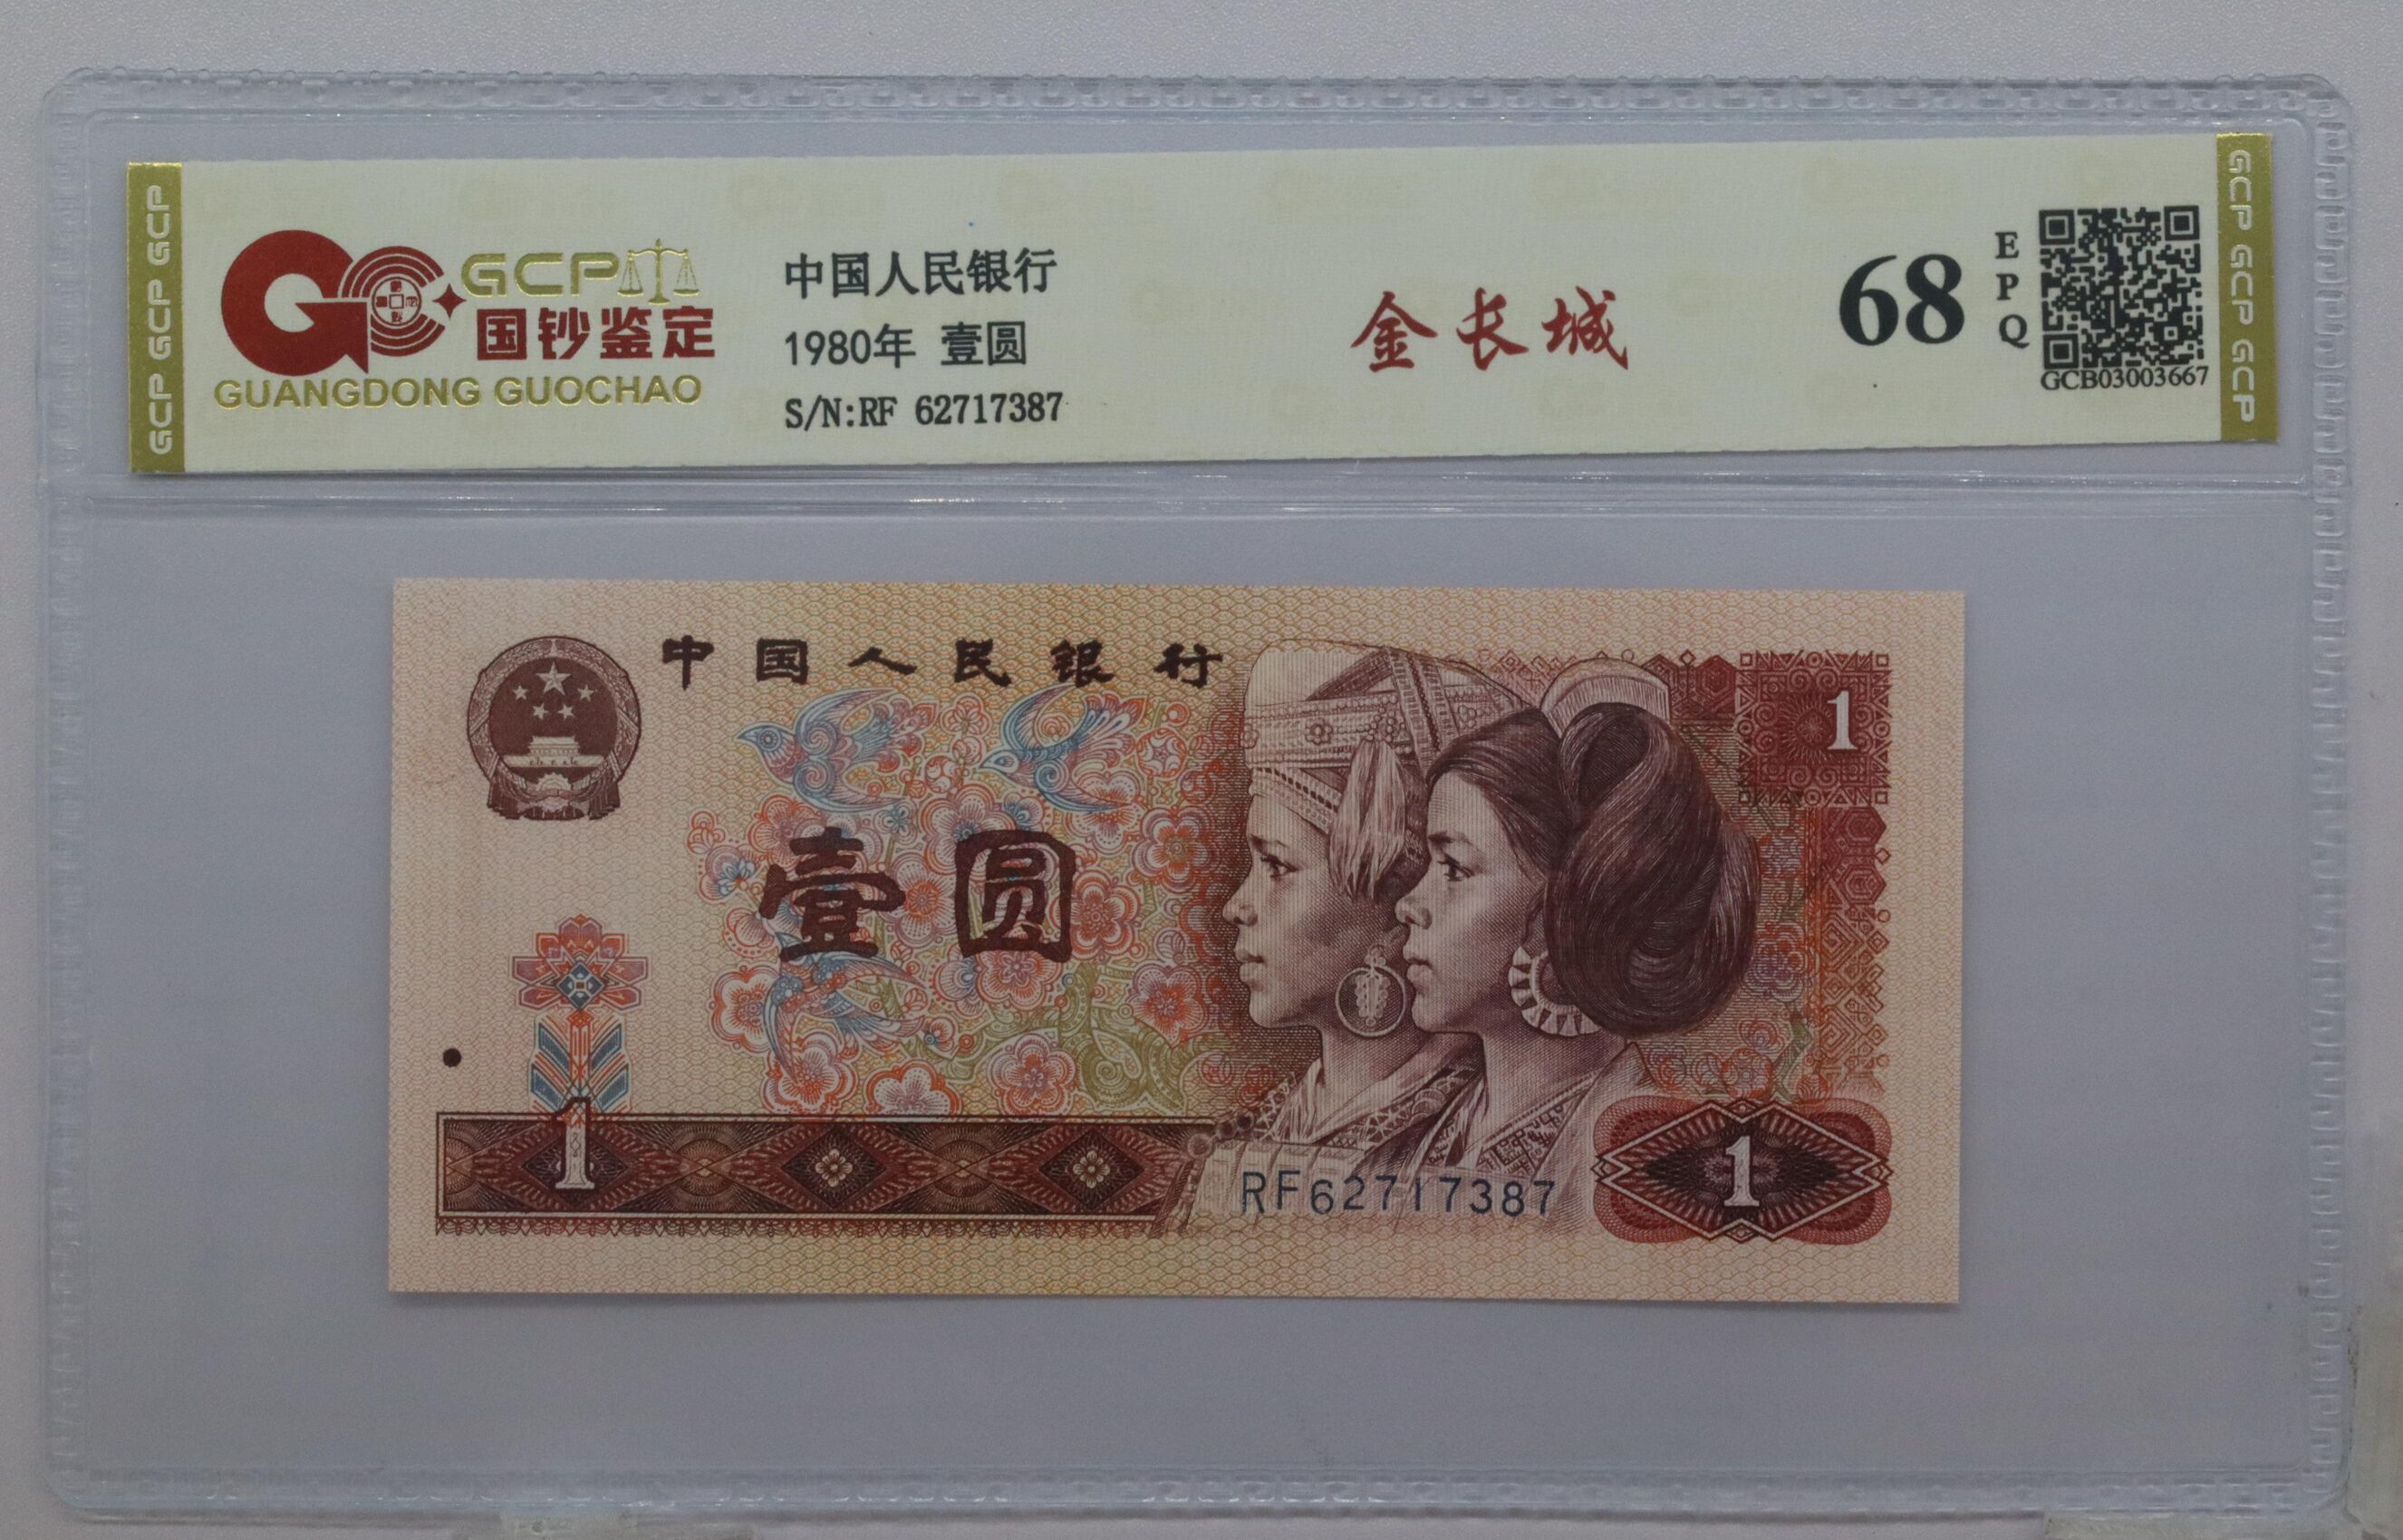 GCP GCP GCP
GCP
国钞鉴定
GUANGDONG GUOCHAO
中国人民银行
1980年 壹圆
S/N:RF 62717387
金长城
68
EPQ
GCB03003667
GCP GCP GCP
中国人民银行
1
壹圆
1
RF62717387
1